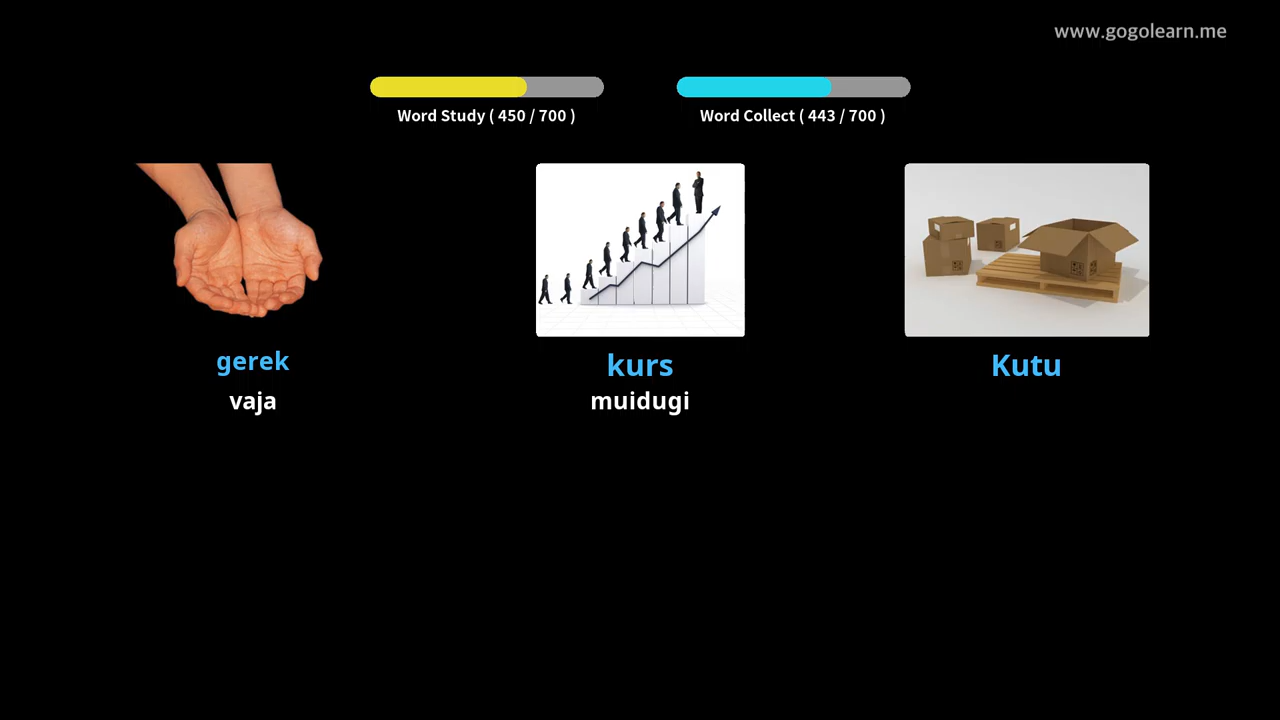 www.gogolearn.me
Word Study ( 450 / 700 )
Word Collect ( 443 / 700 )
gerek
vaja
kurs
muidugi
Kutu